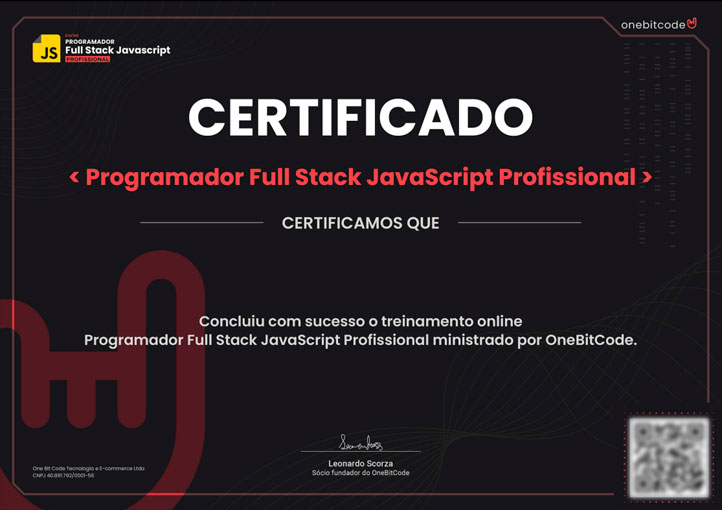 CURSO
PROGRAMADOR
Full Stack Javascript
PROFISSIONAL
JS
onebitcode
CERTIFICADO
< Programador Full Stack JavaScript Profissional >
CERTIFICAMOS QUE
Concluiu com sucesso o treinamento online
Programador Full Stack JavaScript Profissional ministrado por OneBitCode.
Leonardo Scorza
Sócio fundador do OneBitCode
One Bit Code Tecnologia e E-commerce Ltda
CNPJ 40.891.792/0001-56